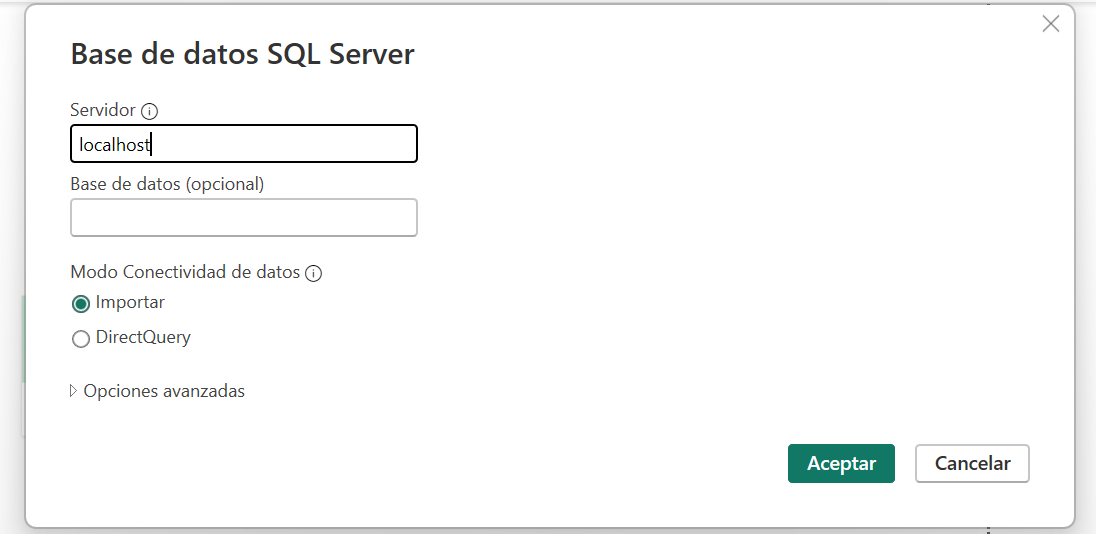 Base de datos SQL Server
Servidor
localhost
Base de datos (opcional)
Modo Conectividad de datos
Importar
DirectQuery
Opciones avanzadas
Aceptar Cancelar